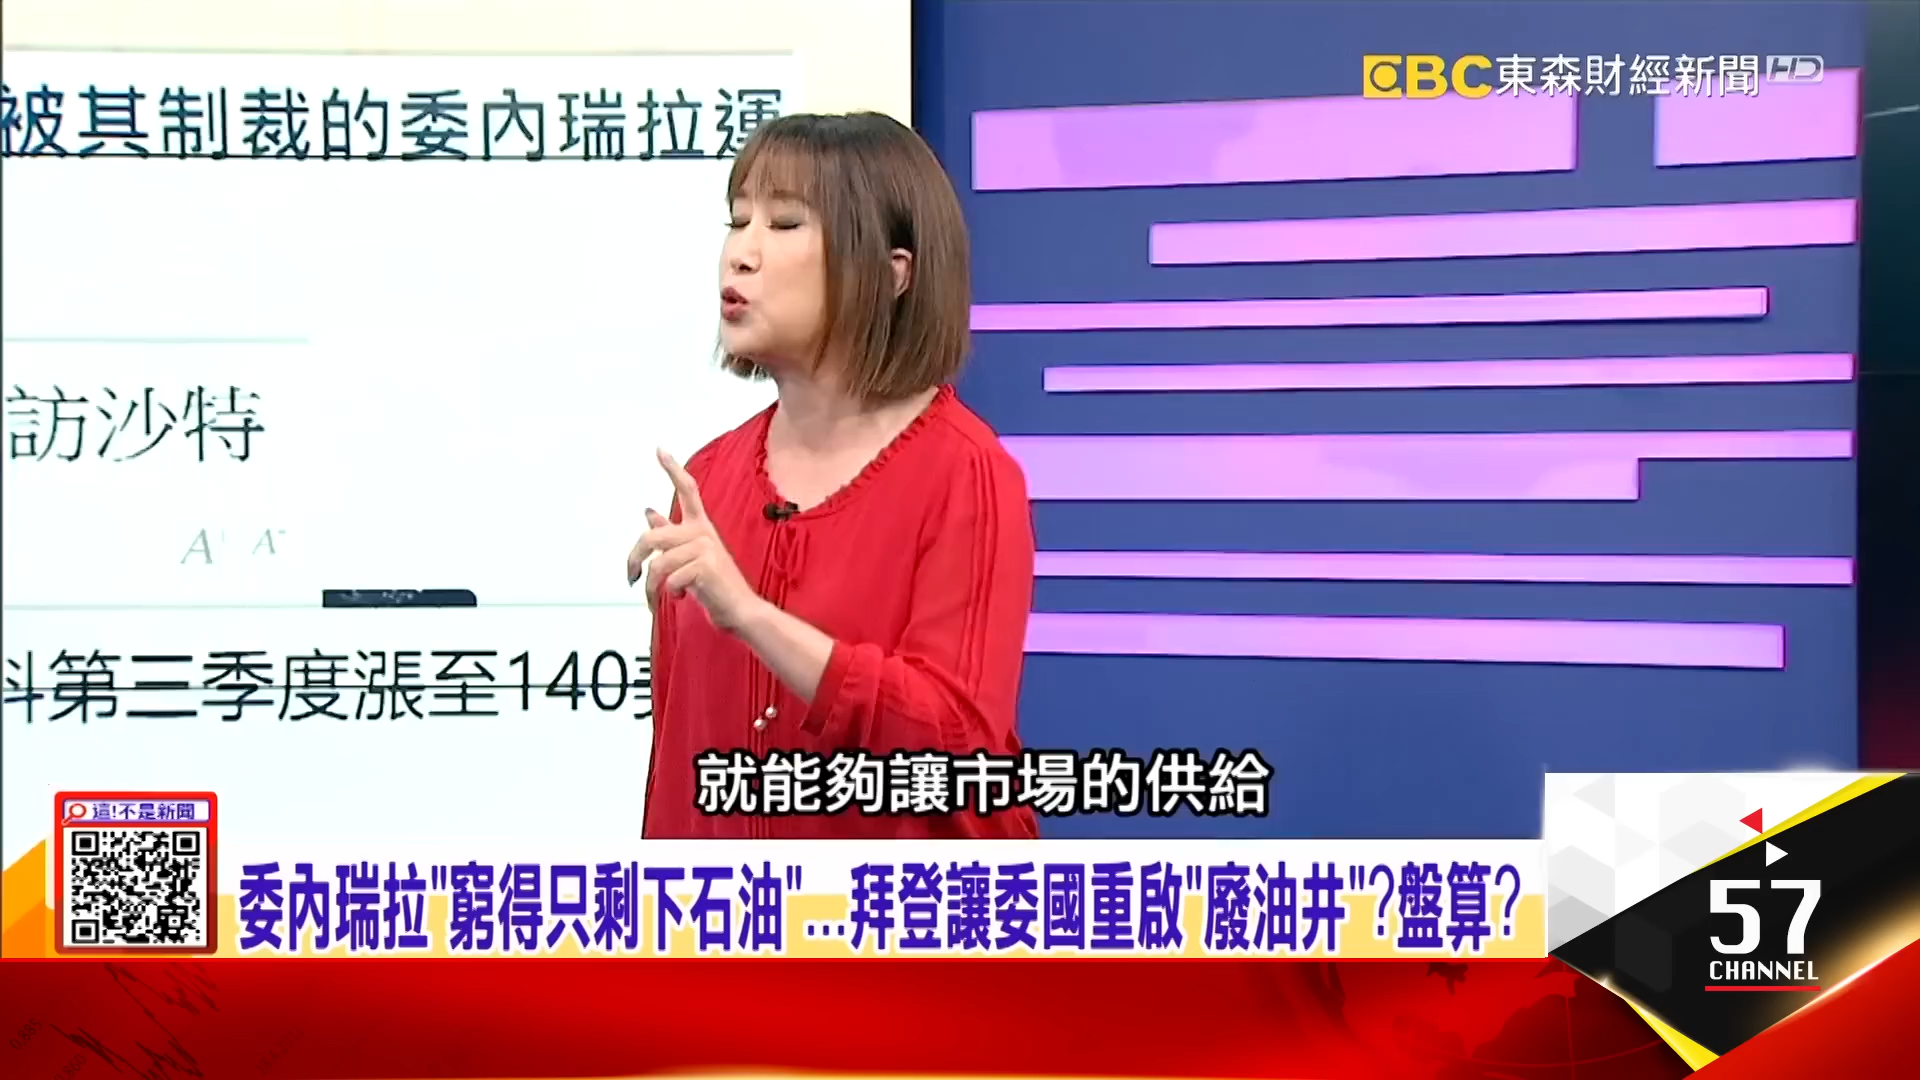 EBC東森財經新聞HD
被其制裁的委內瑞拉運
訪沙特
A A
第三季度漲至140美
就能夠讓市場的供給
這!不是新聞
委內瑞拉"窮得只剩下石油"...拜登讓委國重啟"廢油井"?盤算?
57
CHANNEL